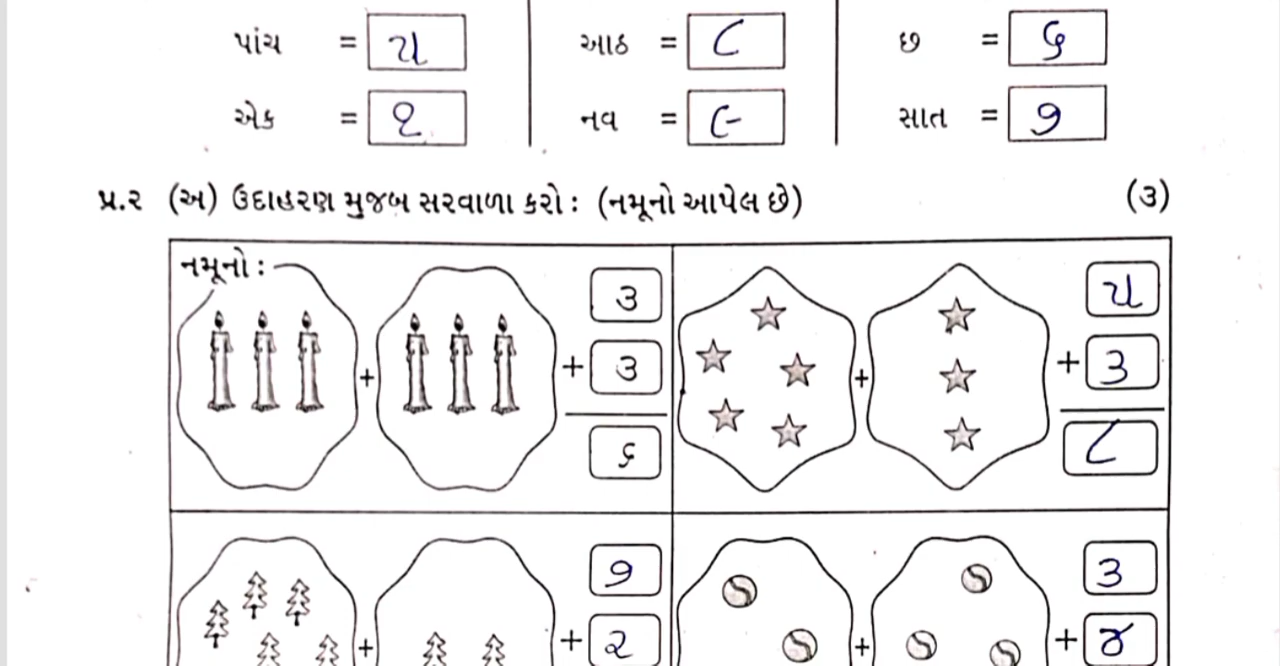 પાંચ = ૫ આઠ = ૮ છ = ૬
એક = ૧ નવ = ૯ સાત = ૭
પ્ર.૨ (અ) ઉદાહરણ મુજબ સરવાળા કરો : (નમૂનો આપેલ છે) (૩)
નમૂનો :
+ ૩ + ૩ ૬
+ ૫ + ૩ ૮
+ ૭ + ૨
+ ૩ + ૪